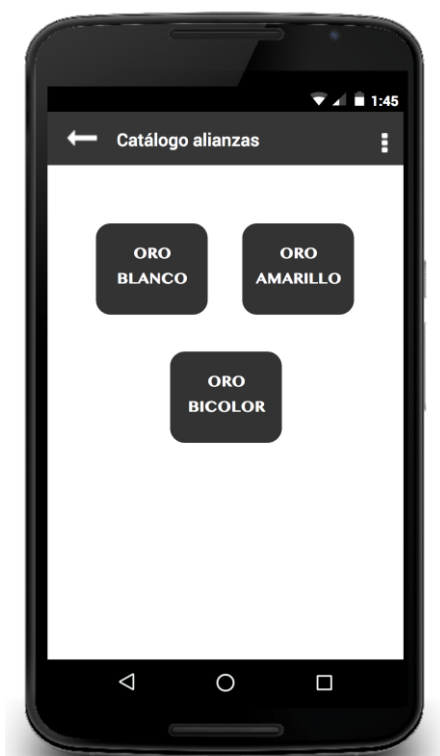 1:45
Catálogo alianzas
ORO
BLANCO
ORO
AMARILLO
ORO
BICOLOR